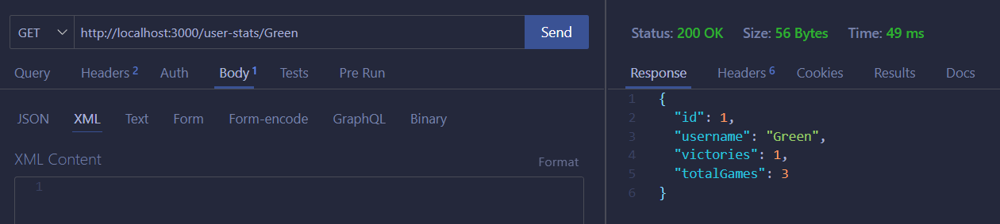 GET http://localhost:3000/user-stats/Green Send
Query Headers 2 Auth Body 1 Tests Pre Run
JSON XML Text Form Form-encode GraphQL Binary
XML Content Format
1
Status: 200 OK Size: 56 Bytes Time: 49 ms
Response Headers 6 Cookies Results Docs
1 {
2 "id": 1,
3 "username": "Green",
4 "victories": 1,
5 "totalGames": 3
6 }